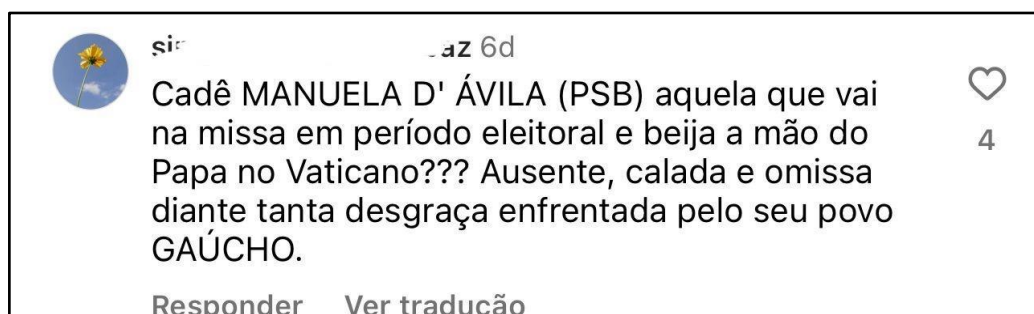 6d
Cadê MANUELA D' ÁVILA (PSB) aquela que vai
na missa em período eleitoral e beija a mão do
Papa no Vaticano??? Ausente, calada e omissa
diante tanta desgraça enfrentada pelo seu povo
GAÚCHO.
4
Responder Ver tradução